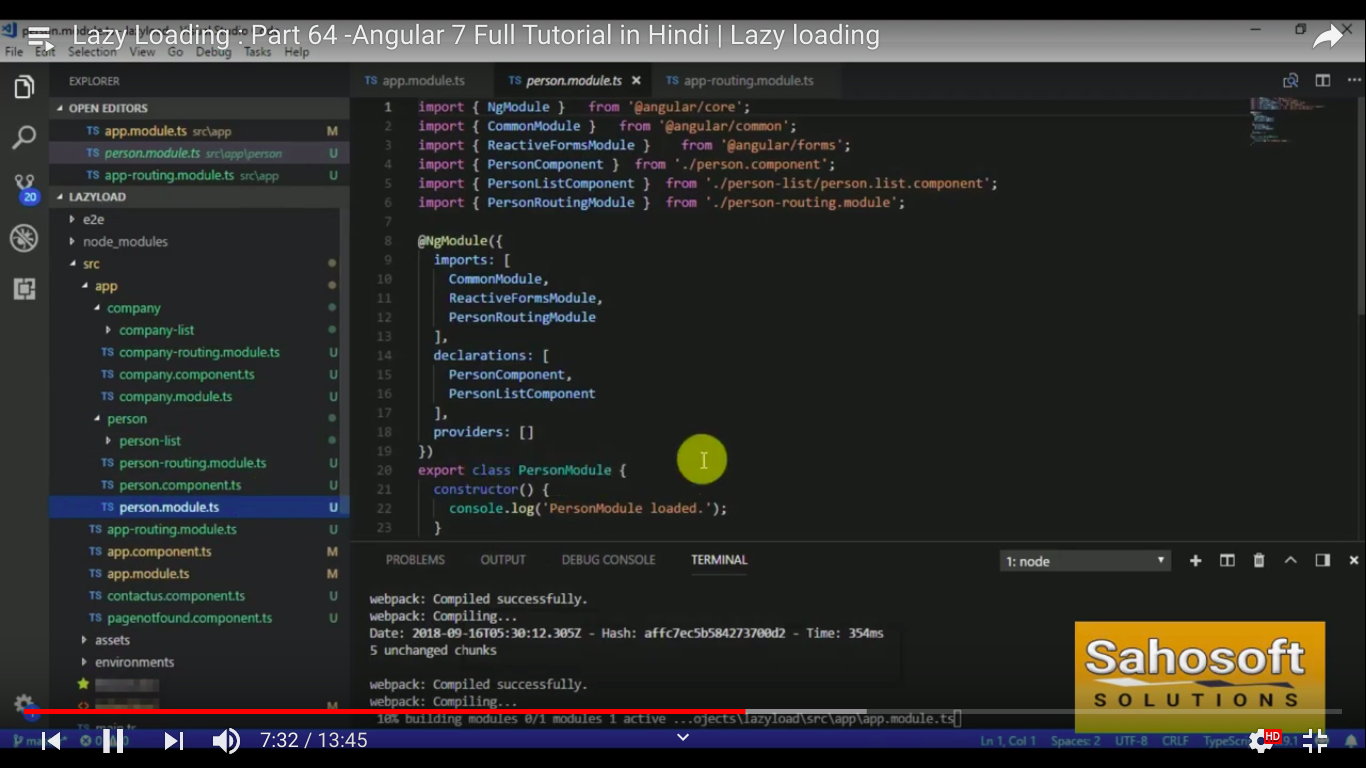 Lazy Loading : Part 64 -Angular 7 Full Tutorial in Hindi | Lazy loading
File Edit Selection View Go Debug Tasks Help
EXPLORER
OPEN EDITORS
TS app.module.ts src\app M
TS person.module.ts src\app\person U
TS app-routing.module.ts src\app U
LAZYLOAD
20
e2e
node_modules
src
app
company
company-list
TS company-routing.module.ts U
TS company.component.ts U
TS company.module.ts U
person
person-list
TS person-routing.module.ts U
TS person.component.ts U
TS person.module.ts U
TS app-routing.module.ts U
TS app.component.ts M
TS app.module.ts M
TS contactus.component.ts U
TS pagenotfound.component.ts U
assets
environments
M
main.ts
TS app.module.ts TS person.module.ts TS app-routing.module.ts
1 import { NgModule } from '@angular/core';
2 import { CommonModule } from '@angular/common';
3 import { ReactiveFormsModule } from '@angular/forms';
4 import { PersonComponent } from './person.component';
5 import { PersonListComponent } from './person-list/person.list.component';
6 import { PersonRoutingModule } from './person-routing.module';
7
8 @NgModule({
9 imports: [
10 CommonModule,
11 ReactiveFormsModule,
12 PersonRoutingModule
13 ],
14 declarations: [
15 PersonComponent,
16 PersonListComponent
17 ],
18 providers: []
19 })
20 export class PersonModule {
21 constructor() {
22 console.log('PersonModule loaded.');
23 }
PROBLEMS OUTPUT DEBUG CONSOLE TERMINAL 1: node
webpack: Compiled successfully.
webpack: Compiling...
Date: 2018-09-16T05:30:12.305Z - Hash: affc7ec5b584273700d2 - Time: 354ms
5 unchanged chunks
webpack: Compiled successfully.
webpack: Compiling...
10% building modules 0/1 modules 1 active ...ojects\lazyload\src\app\app.module.ts
Sahosoft
SOLUTIONS
7:32 / 13:45
Ln 1, Col 1 Spaces: 2 UTF-8 CRLF
HD